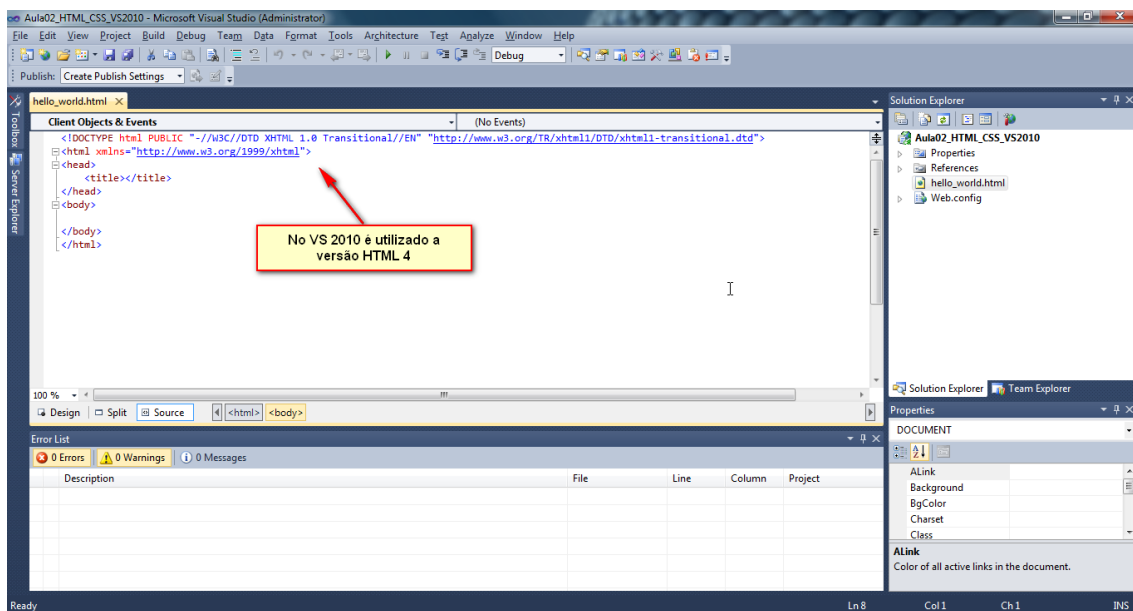 Aula02_HTML_CSS_VS2010 - Microsoft Visual Studio (Administrator)
File Edit View Project Build Debug Team Data Format Tools Architecture Test Analyze Window Help
Debug
Publish: Create Publish Settings
Toolbox
Server Explorer
hello_world.html
Client Objects & Events
(No Events)
<!DOCTYPE html PUBLIC "-//W3C//DTD XHTML 1.0 Transitional//EN" "http://www.w3.org/TR/xhtml1/DTD/xhtml1-transitional.dtd">
<html xmlns="http://www.w3.org/1999/xhtml">
<head>
<title></title>
</head>
<body>
</body>
</html>
No VS 2010 é utilizado a
versão HTML 4
100 %
Design Split Source <html> <body>
Error List
0 Errors 0 Warnings 0 Messages
Description File Line Column Project
Solution Explorer
Aula02_HTML_CSS_VS2010
Properties
References
hello_world.html
Web.config
Solution Explorer Team Explorer
Properties
DOCUMENT
ALink
Background
BgColor
Charset
Class
ALink
Color of all active links in the document.
Ready Ln 8 Col 1 Ch 1 INS